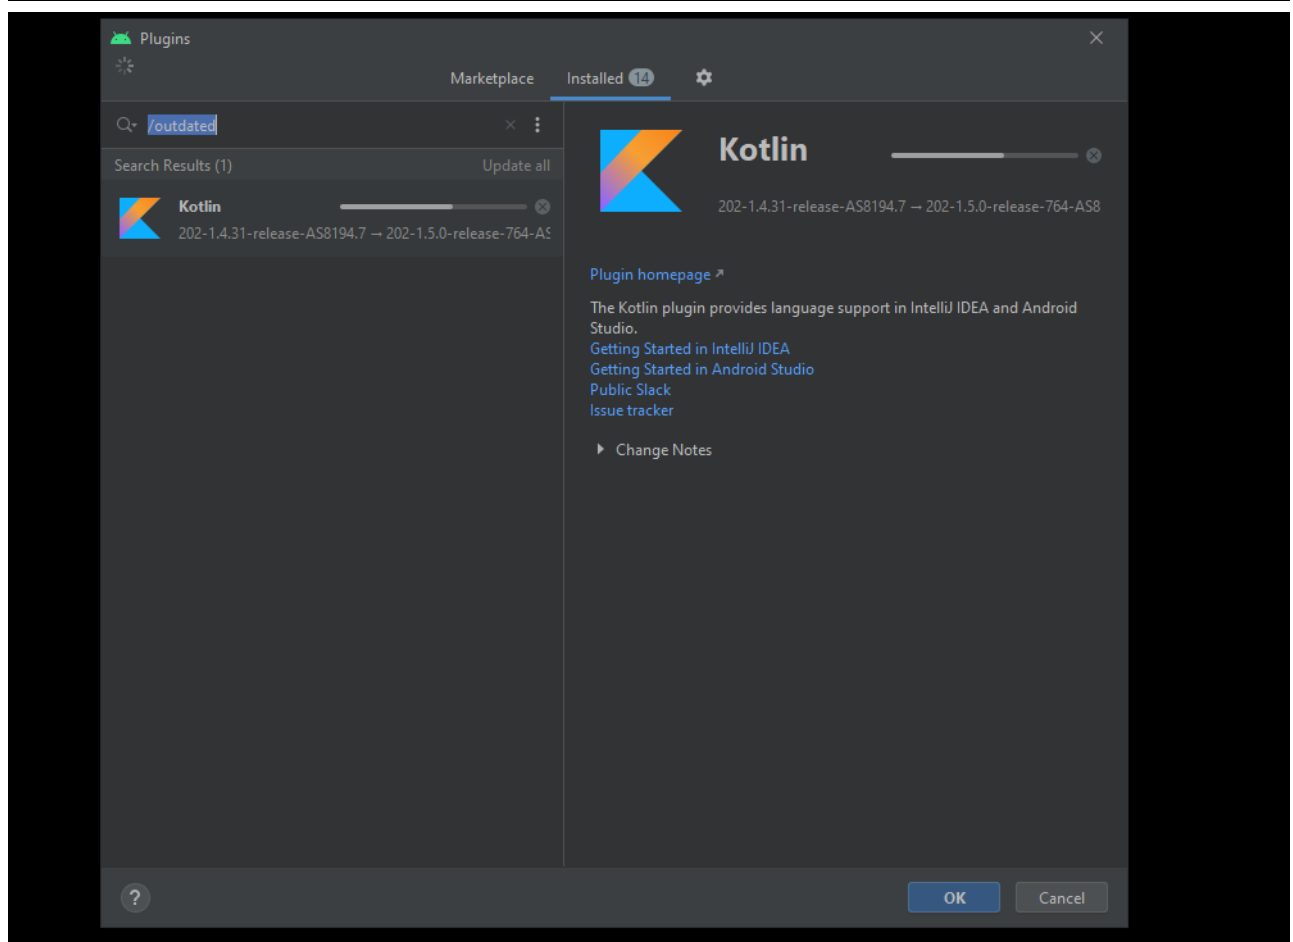 Plugins
Marketplace Installed 14
/outdated
Search Results (1) Update all
Kotlin
202-1.4.31-release-AS8194.7 → 202-1.5.0-release-764-AS
Kotlin
202-1.4.31-release-AS8194.7 → 202-1.5.0-release-764-AS8
Plugin homepage ↗
The Kotlin plugin provides language support in IntelliJ IDEA and Android
Studio.
Getting Started in IntelliJ IDEA
Getting Started in Android Studio
Public Slack
Issue tracker
Change Notes
? OK Cancel